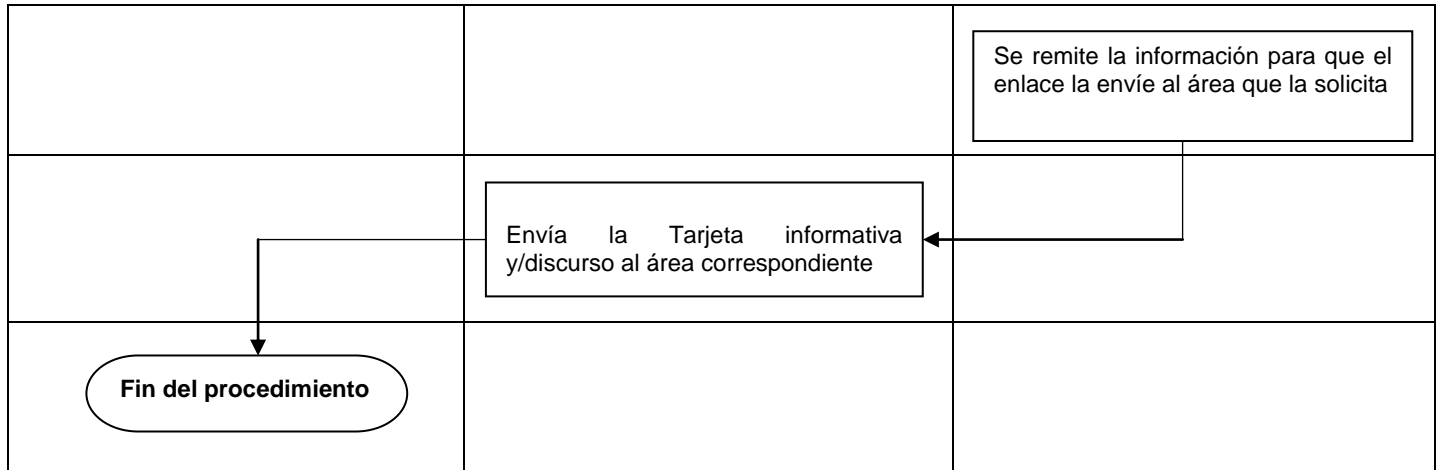 Se remite la información para que el
enlace la envíe al área que la solicita
Envía la Tarjeta informativa
y/discurso al área correspondiente
Fin del procedimiento